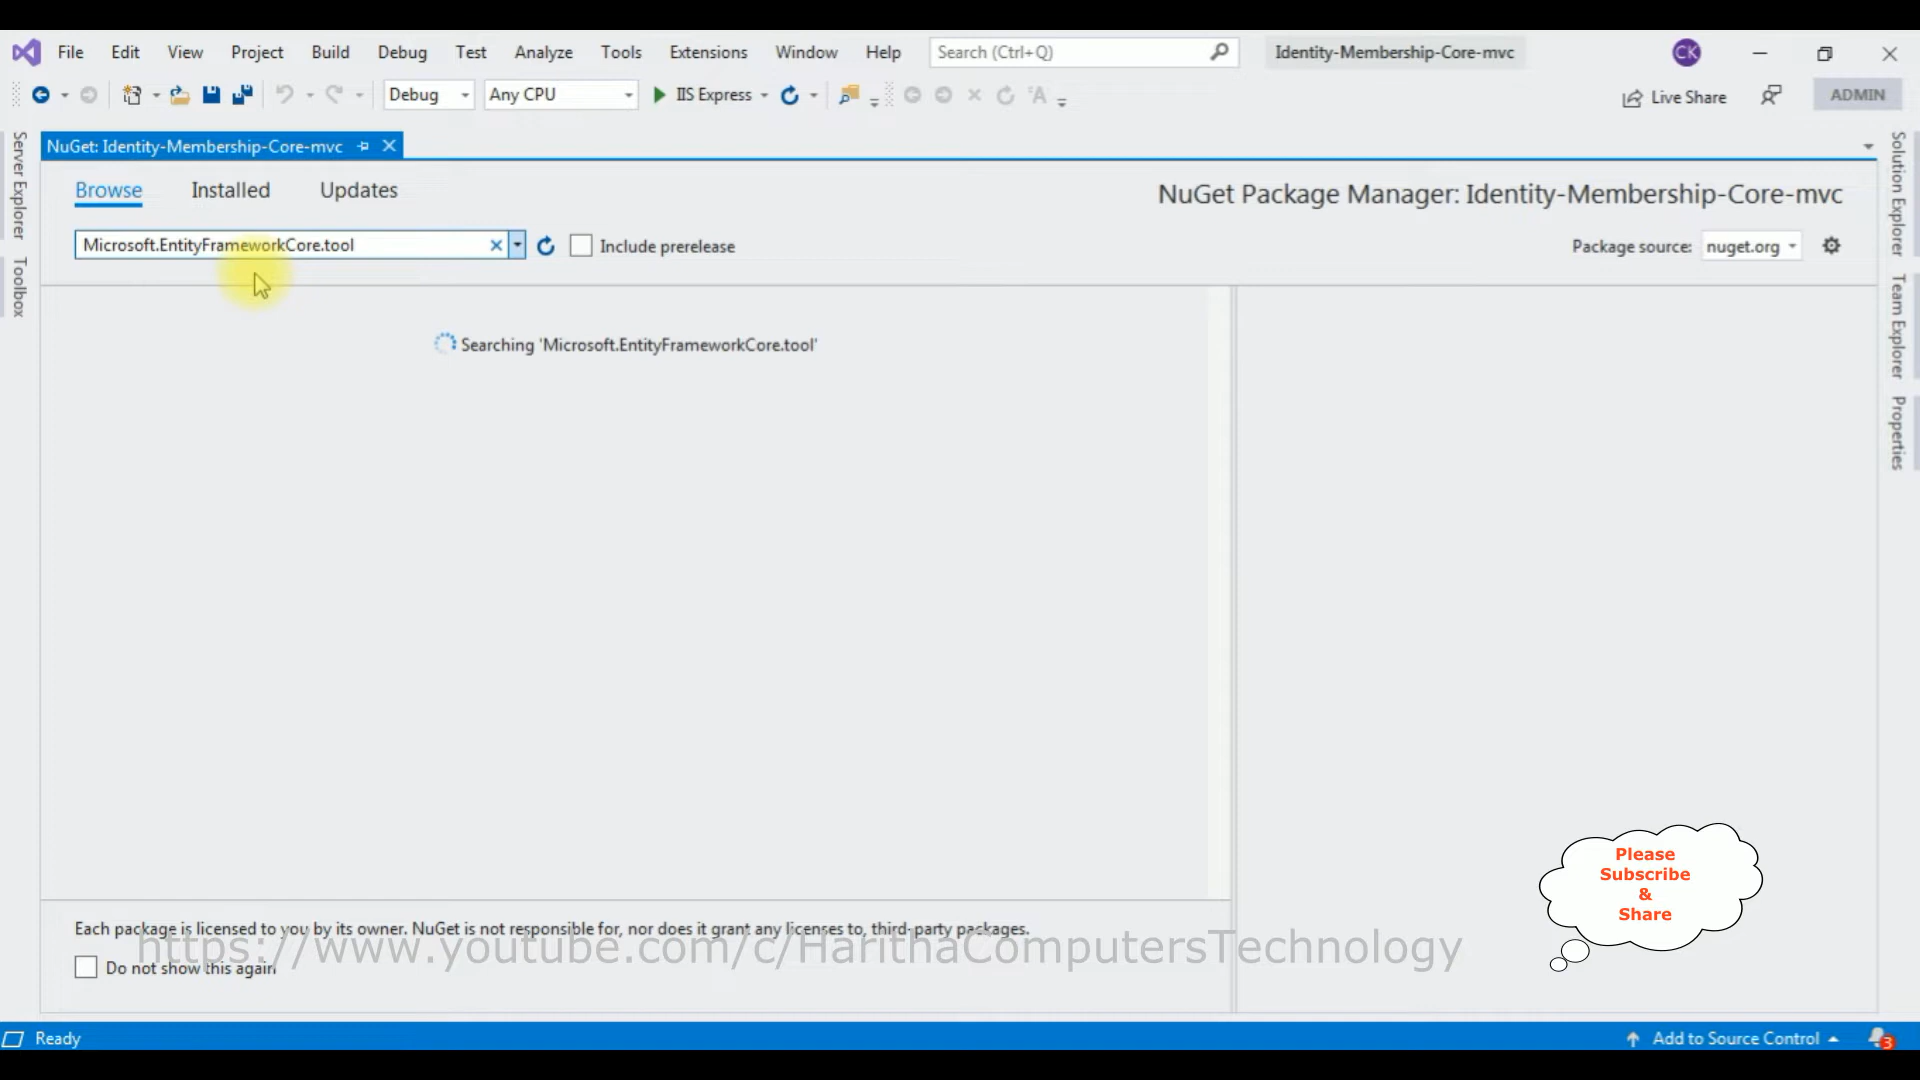 File Edit View Project Build Debug Test Analyze Tools Extensions Window Help Search (Ctrl+Q) Identity-Membership-Core-mvc CK
Debug Any CPU IIS Express Live Share ADMIN
Server Explorer
Toolbox
NuGet: Identity-Membership-Core-mvc
Browse Installed Updates
NuGet Package Manager: Identity-Membership-Core-mvc
Microsoft.EntityFrameworkCore.tool
Include prerelease
Package source: nuget.org
Searching 'Microsoft.EntityFrameworkCore.tool'
Solution Explorer
Team Explorer
Properties
Please
Subscribe
&
Share
Each package is licensed to you by its owner. NuGet is not responsible for, nor does it grant any licenses to, third-party packages.
https://www.youtube.com/c/HarithaComputersTechnology
Do not show this again
Ready
Add to Source Control
3